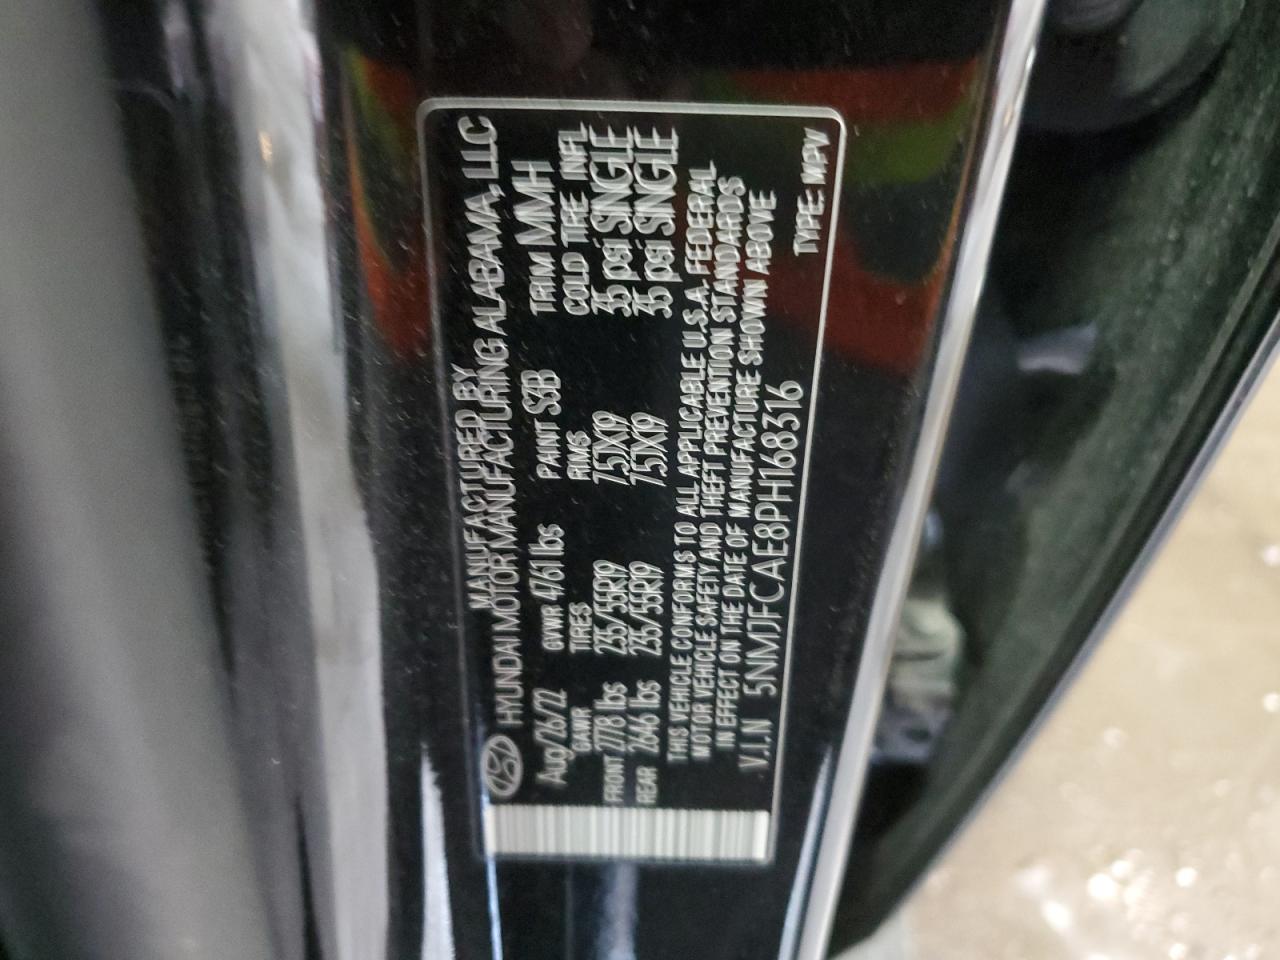 MANUFACTURED BY
HYUNDAI MOTOR MANUFACTURING ALABAMA, LLC
Aug/26/22 GVWR 4761 lbs PAINT S3B TRIM MMH
GAWR TIRES RIMS COLD TIRE INFL
FRONT 2778 lbs 235/55R19 7.5JX19 35 psi SINGLE
REAR 2646 lbs 235/55R19 7.5JX19 35 psi SINGLE
THIS VEHICLE CONFORMS TO ALL APPLICABLE U.S.A. FEDERAL
MOTOR VEHICLE SAFETY AND THEFT PREVENTION STANDARDS
IN EFFECT ON THE DATE OF MANUFACTURE SHOWN ABOVE
V.I.N 5NMJFCAE8PH168316 TYPE: MPV